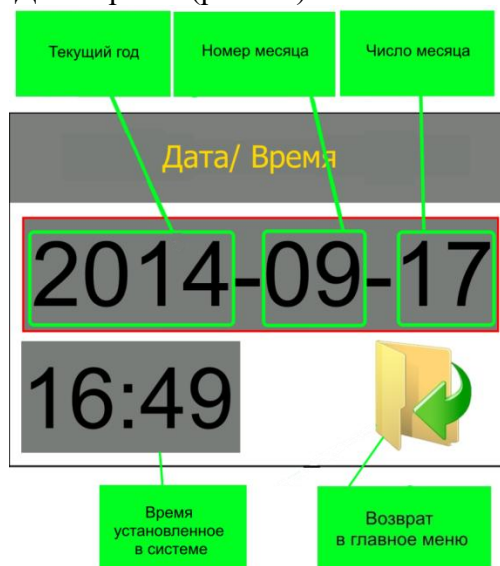 Текущий год
Номер месяца
Число месяца
Дата/ Время
2014-09-17
16:49
Время
установленное
в системе
Возврат
в главное меню